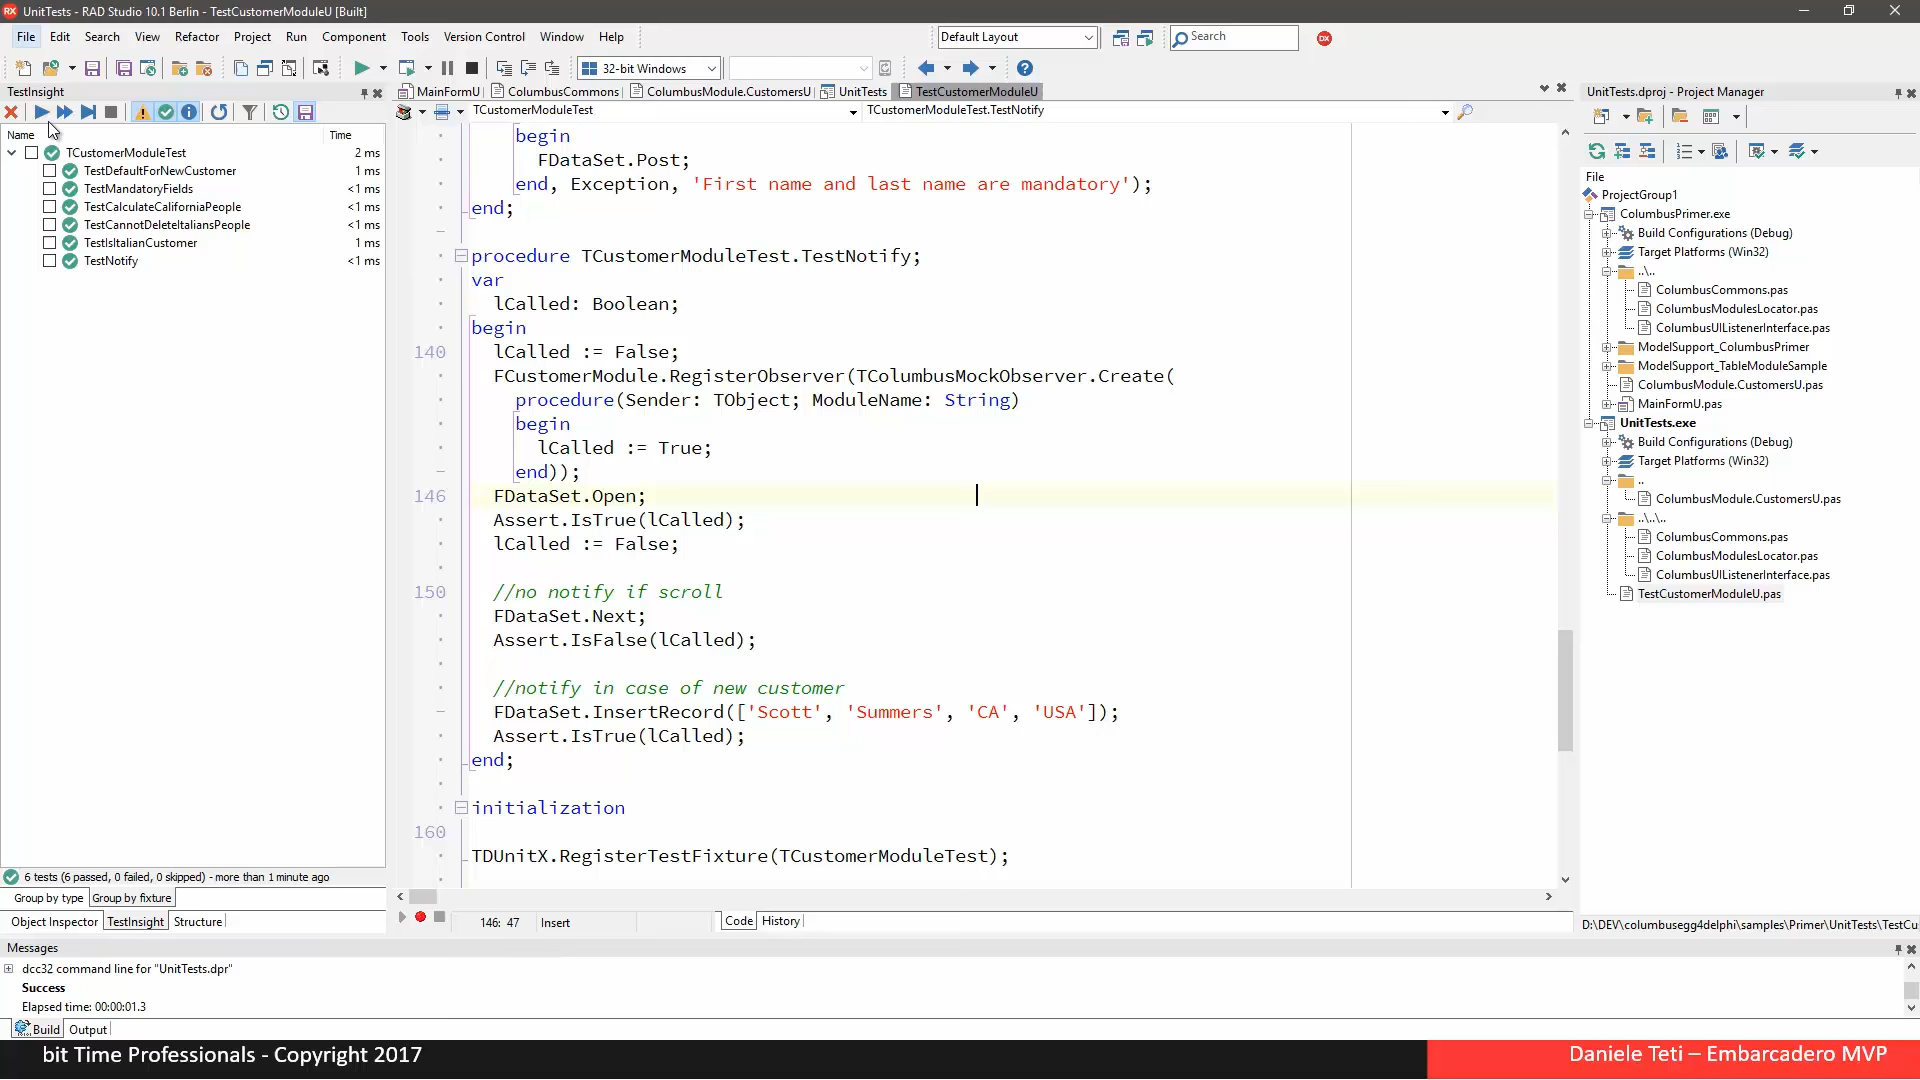 UnitTests - RAD Studio 10.1 Berlin - TestCustomerModuleU [Built]
File Edit Search View Refactor Project Run Component Tools Version Control Window Help
Default Layout
Search
32-bit Windows
TestInsight
Name Time
TCustomerModuleTest 2 ms
TestDefaultForNewCustomer 1 ms
TestMandatoryFields <1 ms
TestCalculateCaliforniaPeople <1 ms
TestCannotDeleteItaliansPeople <1 ms
TestIsItalianCustomer 1 ms
TestNotify <1 ms
6 tests (6 passed, 0 failed, 0 skipped) - more than 1 minute ago
Group by type Group by fixture
Object Inspector TestInsight Structure
MainFormU ColumbusCommons ColumbusModule.CustomersU UnitTests TestCustomerModuleU
TCustomerModuleTest TCustomerModuleTest.TestNotify
begin
FDataSet.Post;
end, Exception, 'First name and last name are mandatory');
end;
procedure TCustomerModuleTest.TestNotify;
var
lCalled: Boolean;
begin
140 lCalled := False;
FCustomerModule.RegisterObserver(TColumbusMockObserver.Create(
procedure(Sender: TObject; ModuleName: String)
begin
lCalled := True;
end));
146 FDataSet.Open;
Assert.IsTrue(lCalled);
lCalled := False;
150 //no notify if scroll
FDataSet.Next;
Assert.IsFalse(lCalled);
//notify in case of new customer
FDataSet.InsertRecord(['Scott', 'Summers', 'CA', 'USA']);
Assert.IsTrue(lCalled);
end;
initialization
160
TDUnitX.RegisterTestFixture(TCustomerModuleTest);
146: 47 Insert
Code History
UnitTests.dproj - Project Manager
File
ProjectGroup1
ColumbusPrimer.exe
Build Configurations (Debug)
Target Platforms (Win32)
..\..
ColumbusCommons.pas
ColumbusModulesLocator.pas
ColumbusUIListenerInterface.pas
ModelSupport_ColumbusPrimer
ModelSupport_TableModuleSample
ColumbusModule.CustomersU.pas
MainFormU.pas
UnitTests.exe
Build Configurations (Debug)
Target Platforms (Win32)
..
ColumbusModule.CustomersU.pas
..\..\..
ColumbusCommons.pas
ColumbusModulesLocator.pas
ColumbusUIListenerInterface.pas
TestCustomerModuleU.pas
D:\DEV\columbusegg4delphi\samples\Primer\UnitTests\TestCu
Messages
dcc32 command line for "UnitTests.dpr"
Success
Elapsed time: 00:00:01.3
Build Output
bit Time Professionals - Copyright 2017
Daniele Teti – Embarcadero MVP